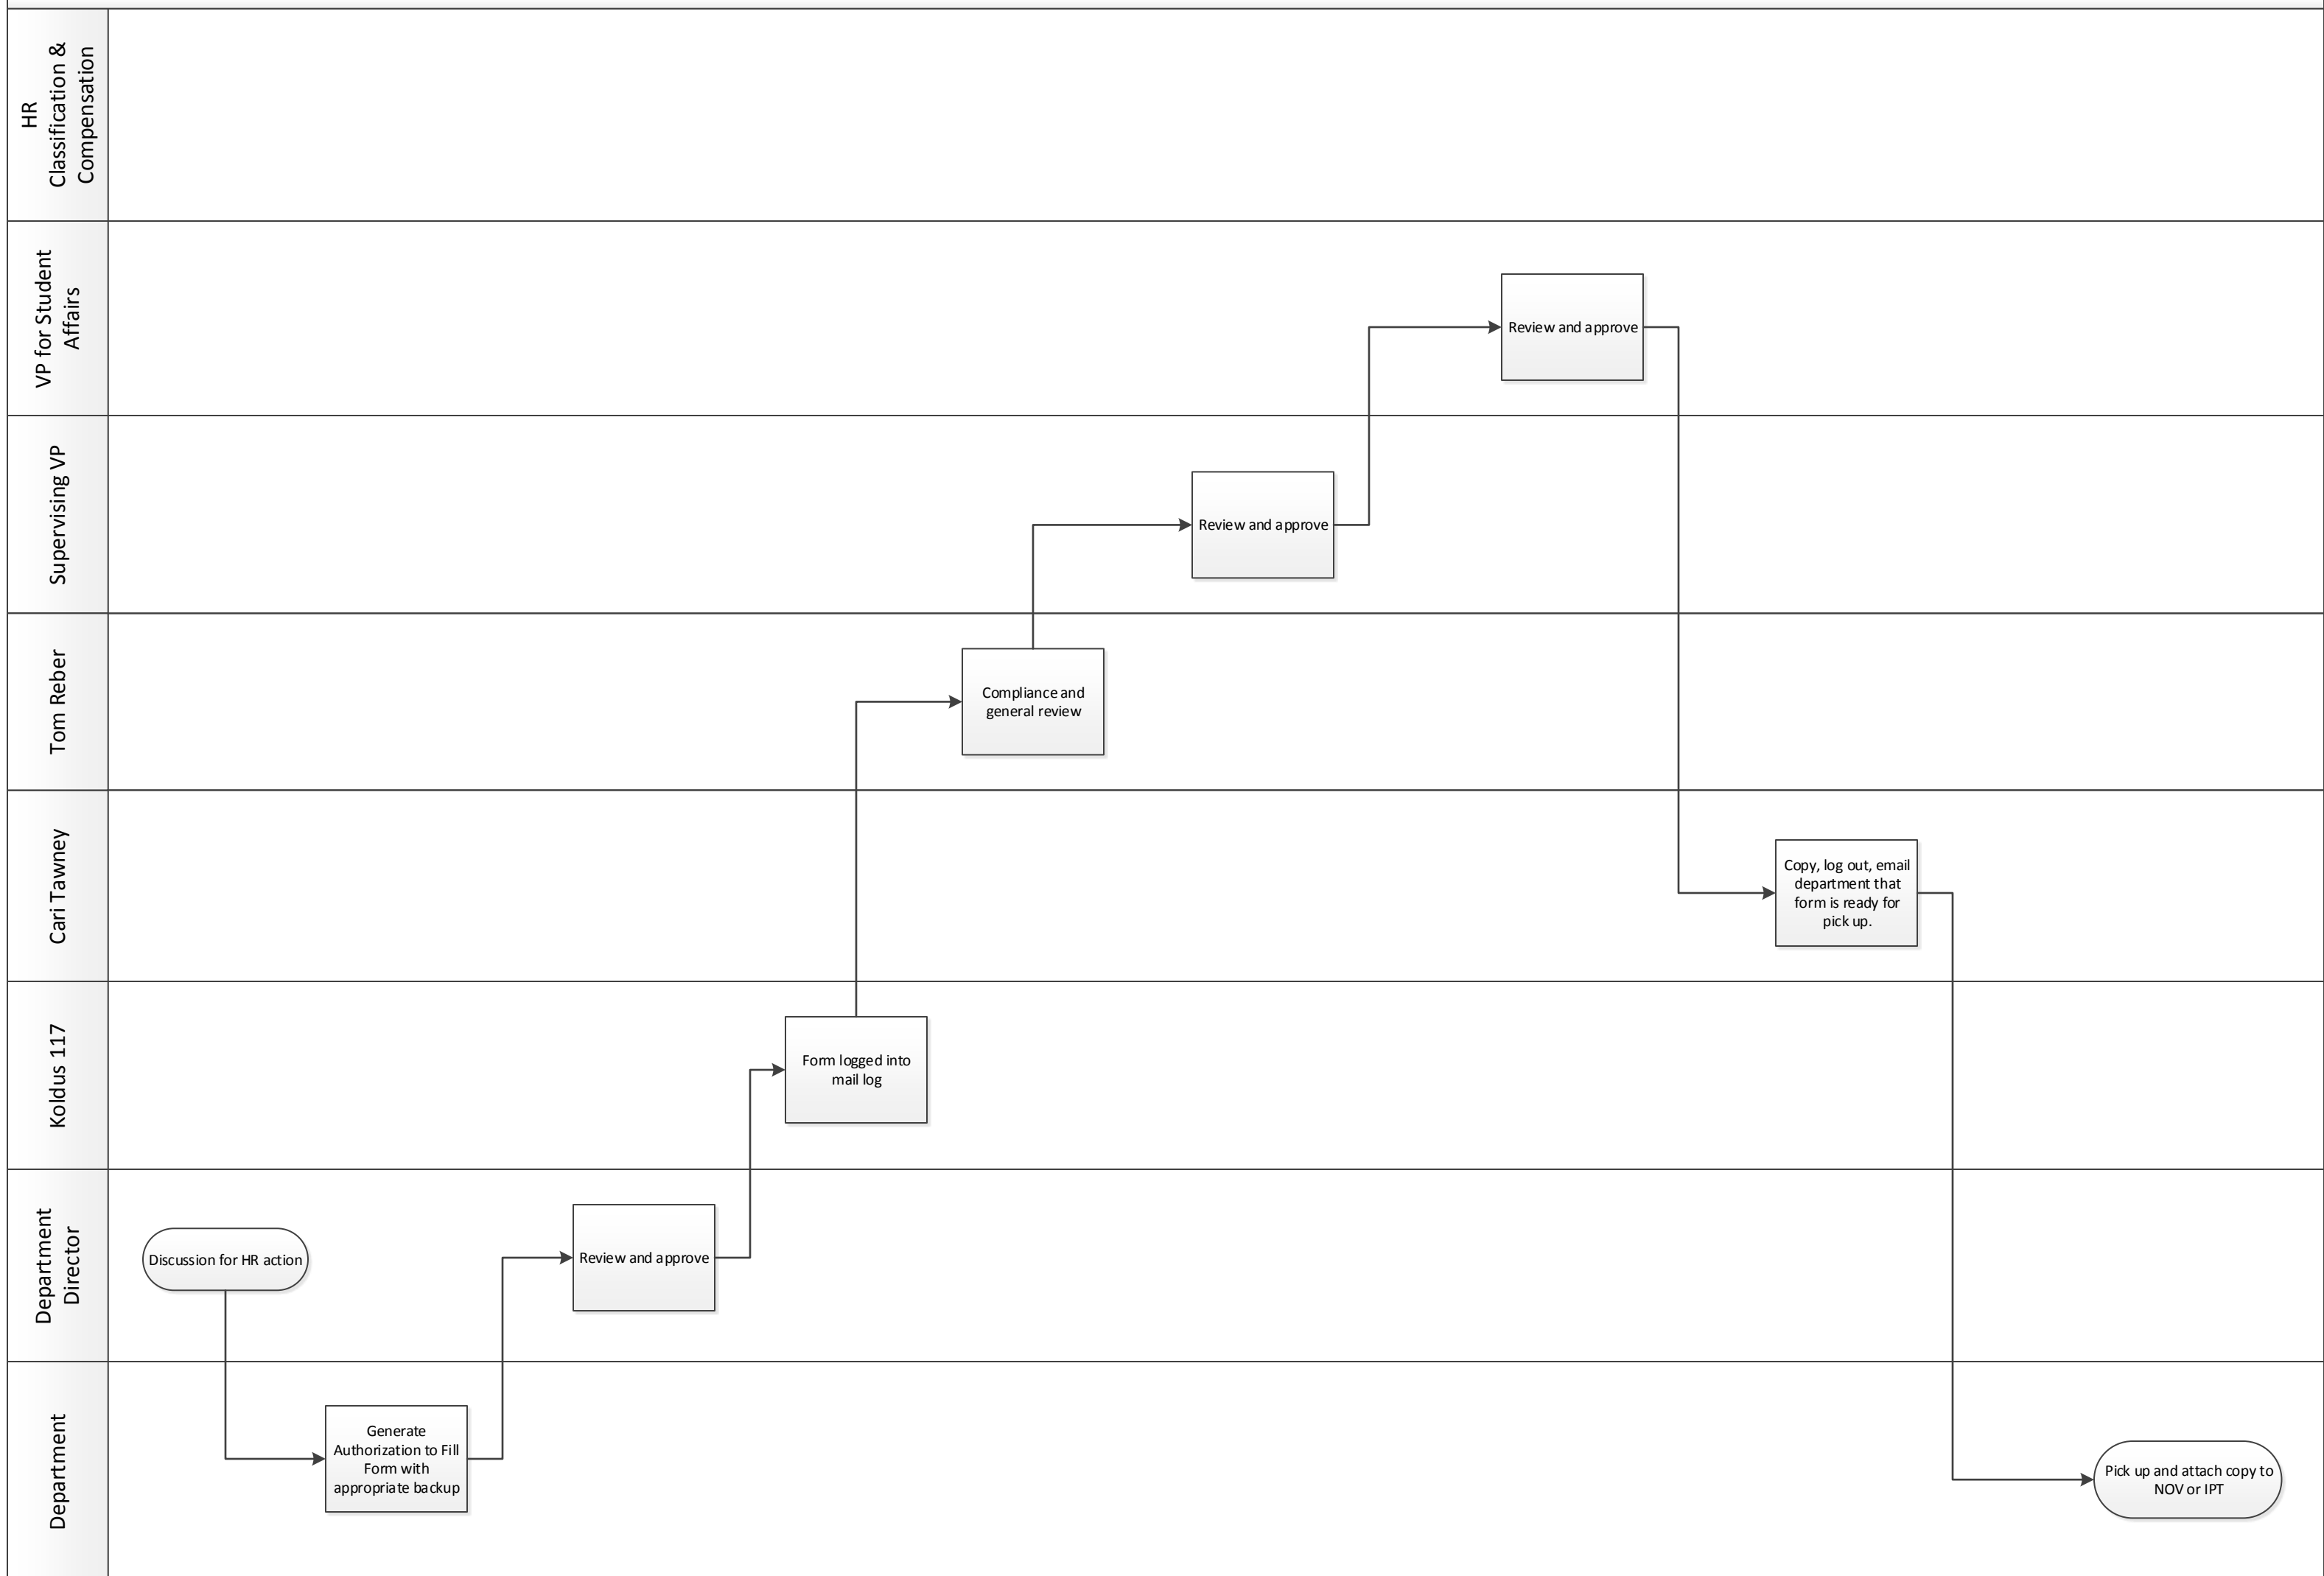 HR
Classification &
Compensation
VP for Student
Affairs
Review and approve
Supervising VP
Review and approve
Tom Reber
Compliance and
general review
Cari Tawney
Copy, log out, email
department that
form is ready for
pick up.
Koldus 117
Form logged into
mail log
Department
Director
Discussion for HR action
Review and approve
Department
Generate
Authorization to Fill
Form with
appropriate backup
Pick up and attach copy to
NOV or IPT